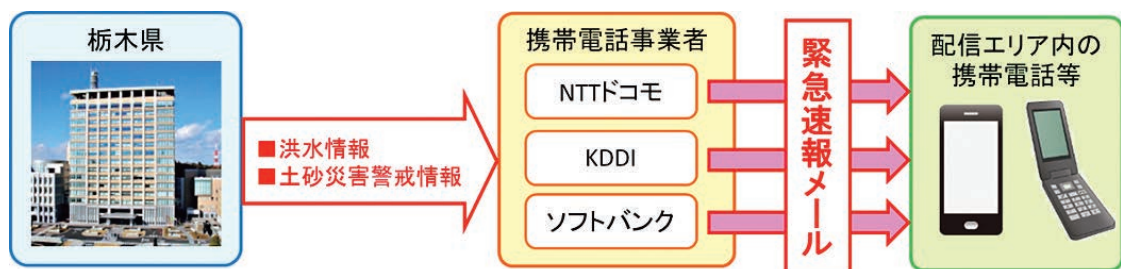 栃木県
■洪水情報
■土砂災害警戒情報
携帯電話事業者
NTTドコモ
KDDI
ソフトバンク
緊急速報メール
配信エリア内の
携帯電話等